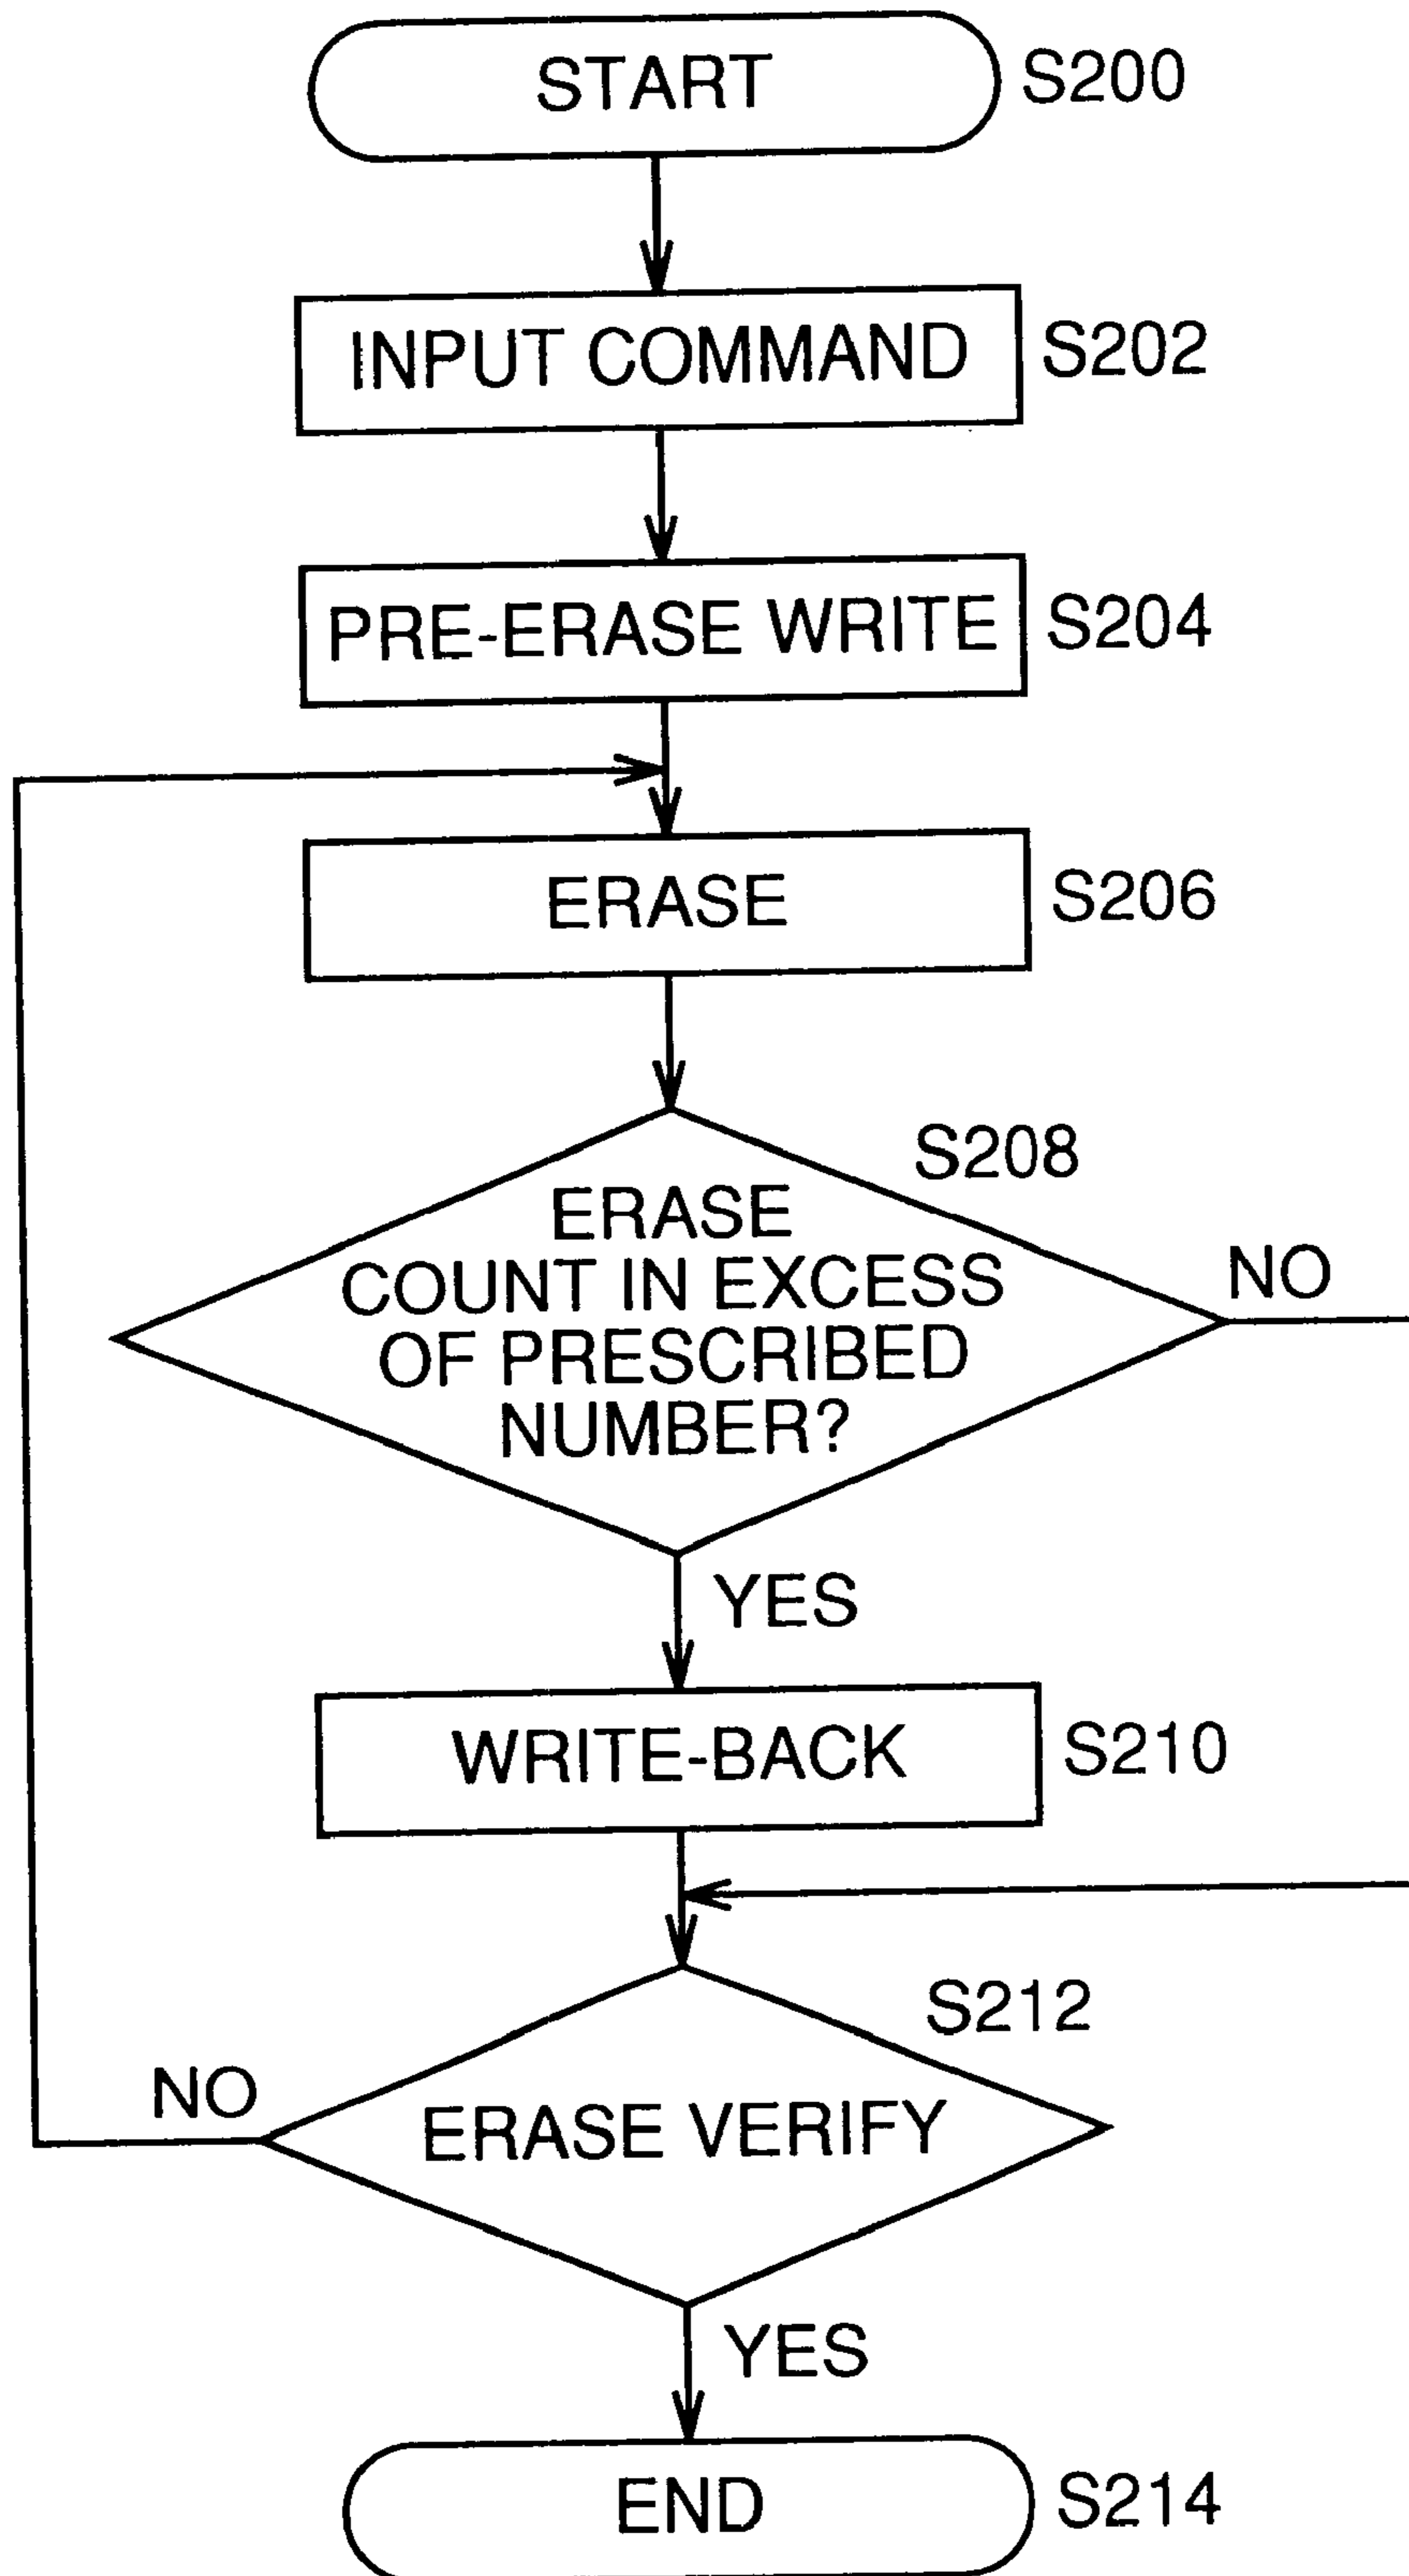 START S200
INPUT COMMAND S202
PRE-ERASE WRITE S204
ERASE S206
S208
ERASE
COUNT IN EXCESS
OF PRESCRIBED
NUMBER?
NO
YES
WRITE-BACK S210
S212
NO
ERASE VERIFY
YES
END S214